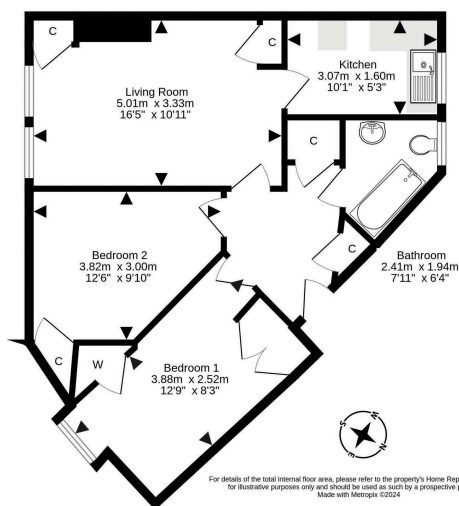 C
C
Kitchen
3.07m x 1.60m
10'1" x 5'3"
Living Room
5.01m x 3.33m
16'5" x 10'11"
C
C
Bedroom 2
3.82m x 3.00m
12'6" x 9'10"
Bathroom
2.41m x 1.94m
7'11" x 6'4"
C
W
Bedroom 1
3.88m x 2.52m
12'9" x 8'3"
N
E
S
W
For details of the total internal floor area, please refer to the property's Home Rep
for illustrative purposes only and should be used as such by a prospective p
Made with Metropix ©2024